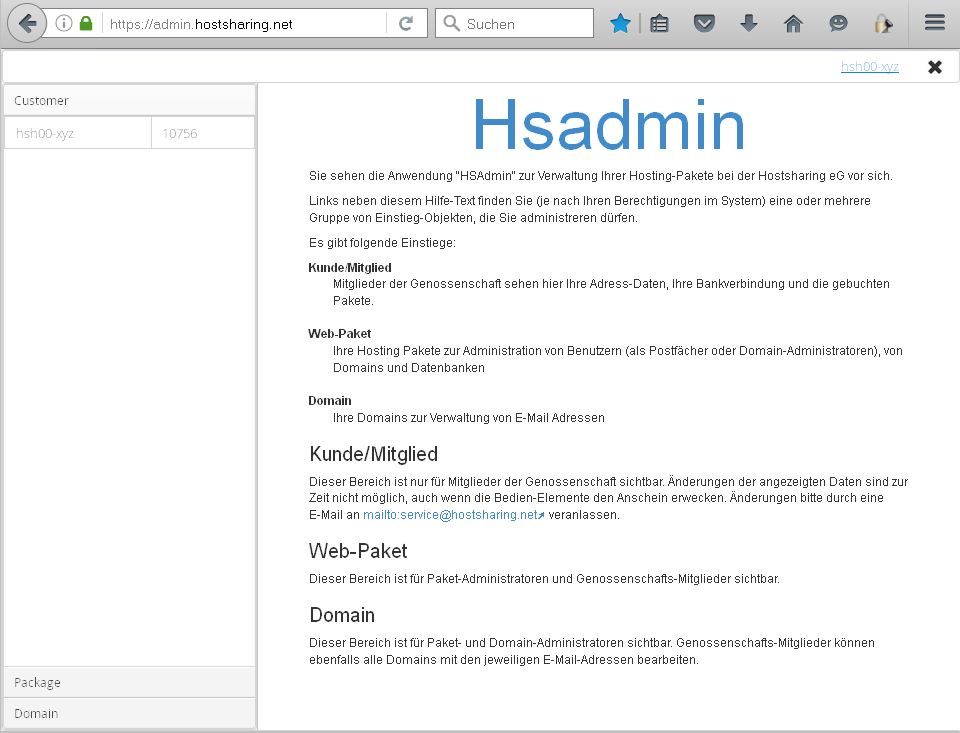 https://admin.hostsharing.net
Suchen
hsh00-xyz
Customer
hsh00-xyz 10756
Package
Domain
Hsadmin
Sie sehen die Anwendung "HSAdmin" zur Verwaltung Ihrer Hosting-Pakete bei der Hostsharing eG vor sich.
Links neben diesem Hilfe-Text finden Sie (je nach Ihren Berechtigungen im System) eine oder mehrere
Gruppe von Einstieg-Objekten, die Sie administreren dürfen.
Es gibt folgende Einstiege:
Kunde/Mitglied
Mitglieder der Genossenschaft sehen hier Ihre Adress-Daten, Ihre Bankverbindung und die gebuchten
Pakete.
Web-Paket
Ihre Hosting Pakete zur Administration von Benutzern (als Postfächer oder Domain-Administratoren), von
Domains und Datenbanken
Domain
Ihre Domains zur Verwaltung von E-Mail Adressen
Kunde/Mitglied
Dieser Bereich ist nur für Mitglieder der Genossenschaft sichtbar. Änderungen der angezeigten Daten sind zur
Zeit nicht möglich, auch wenn die Bedien-Elemente den Anschein erwecken. Änderungen bitte durch eine
E-Mail an mailto:service@hostsharing.net veranlassen.
Web-Paket
Dieser Bereich ist für Paket-Administratoren und Genossenschafts-Mitglieder sichtbar.
Domain
Dieser Bereich ist für Paket- und Domain-Administratoren sichtbar. Genossenschafts-Mitglieder können
ebenfalls alle Domains mit den jeweiligen E-Mail-Adressen bearbeiten.